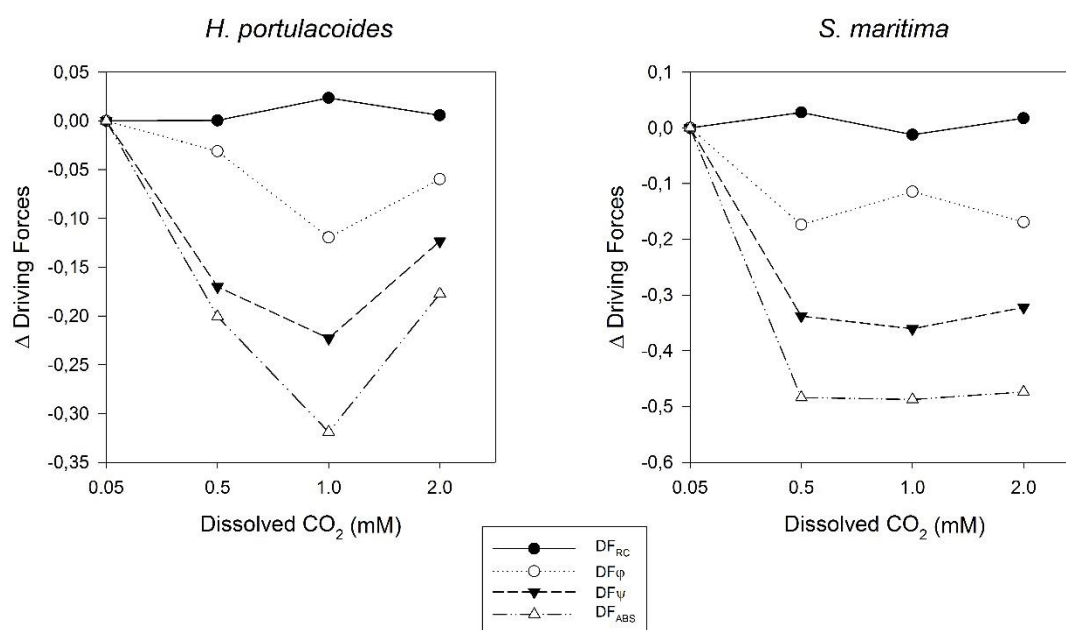 H. portulacoides
Δ Driving Forces
0,05
0,00
-0,05
-0,10
-0,15
-0,20
-0,25
-0,30
-0,35
0.05 0.5 1.0 2.0
Dissolved CO₂ (mM)
S. maritima
Δ Driving Forces
0,1
0,0
-0,1
-0,2
-0,3
-0,4
-0,5
-0,6
0.05 0.5 1.0 2.0
Dissolved CO₂ (mM)
DF_RC
DFφ
DFψ
DF_ABS